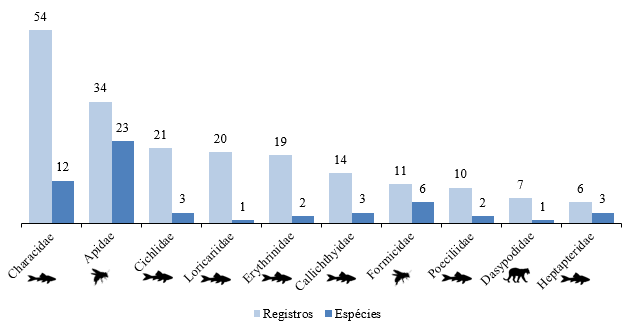 54
12
34
23
21
3
20
1
19
2
14
3
11
6
10
2
7
1
6
3
Characidae
Apidae
Cichlidae
Loricariidae
Erythrinidae
Callichthyidae
Formicidae
Poeciliidae
Dasypodidae
Heptapteridae
Registros
Espécies